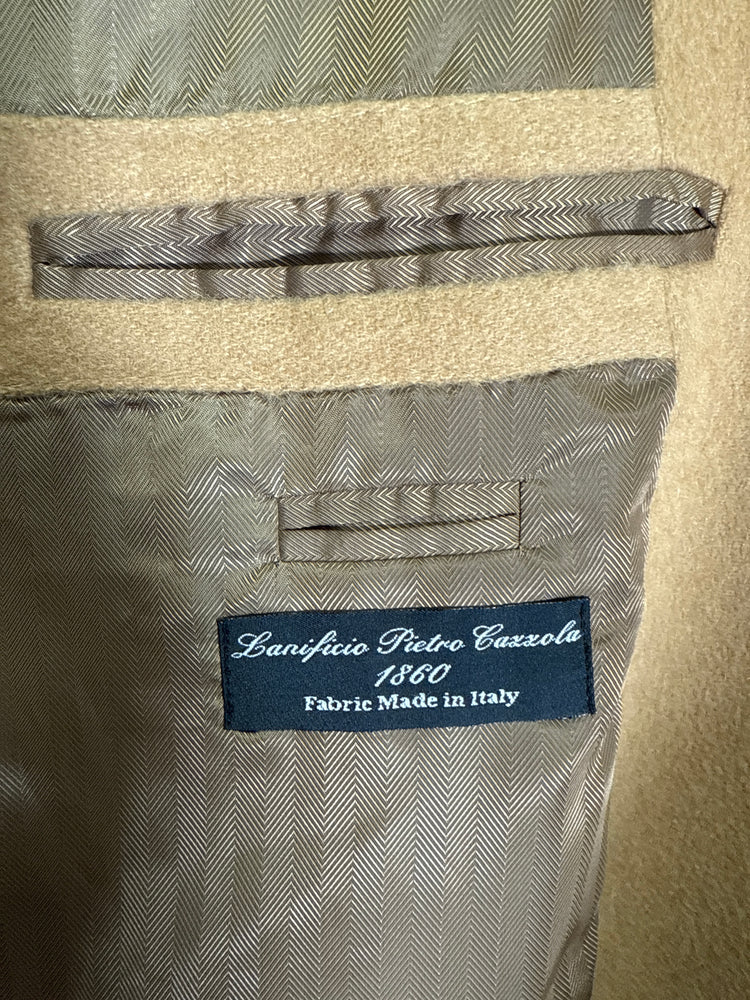 Lanificio Pietro Cazzola
1860
Fabric Made in Italy